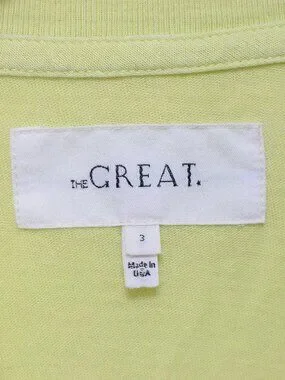 THE GREAT.
3
Made in
USA